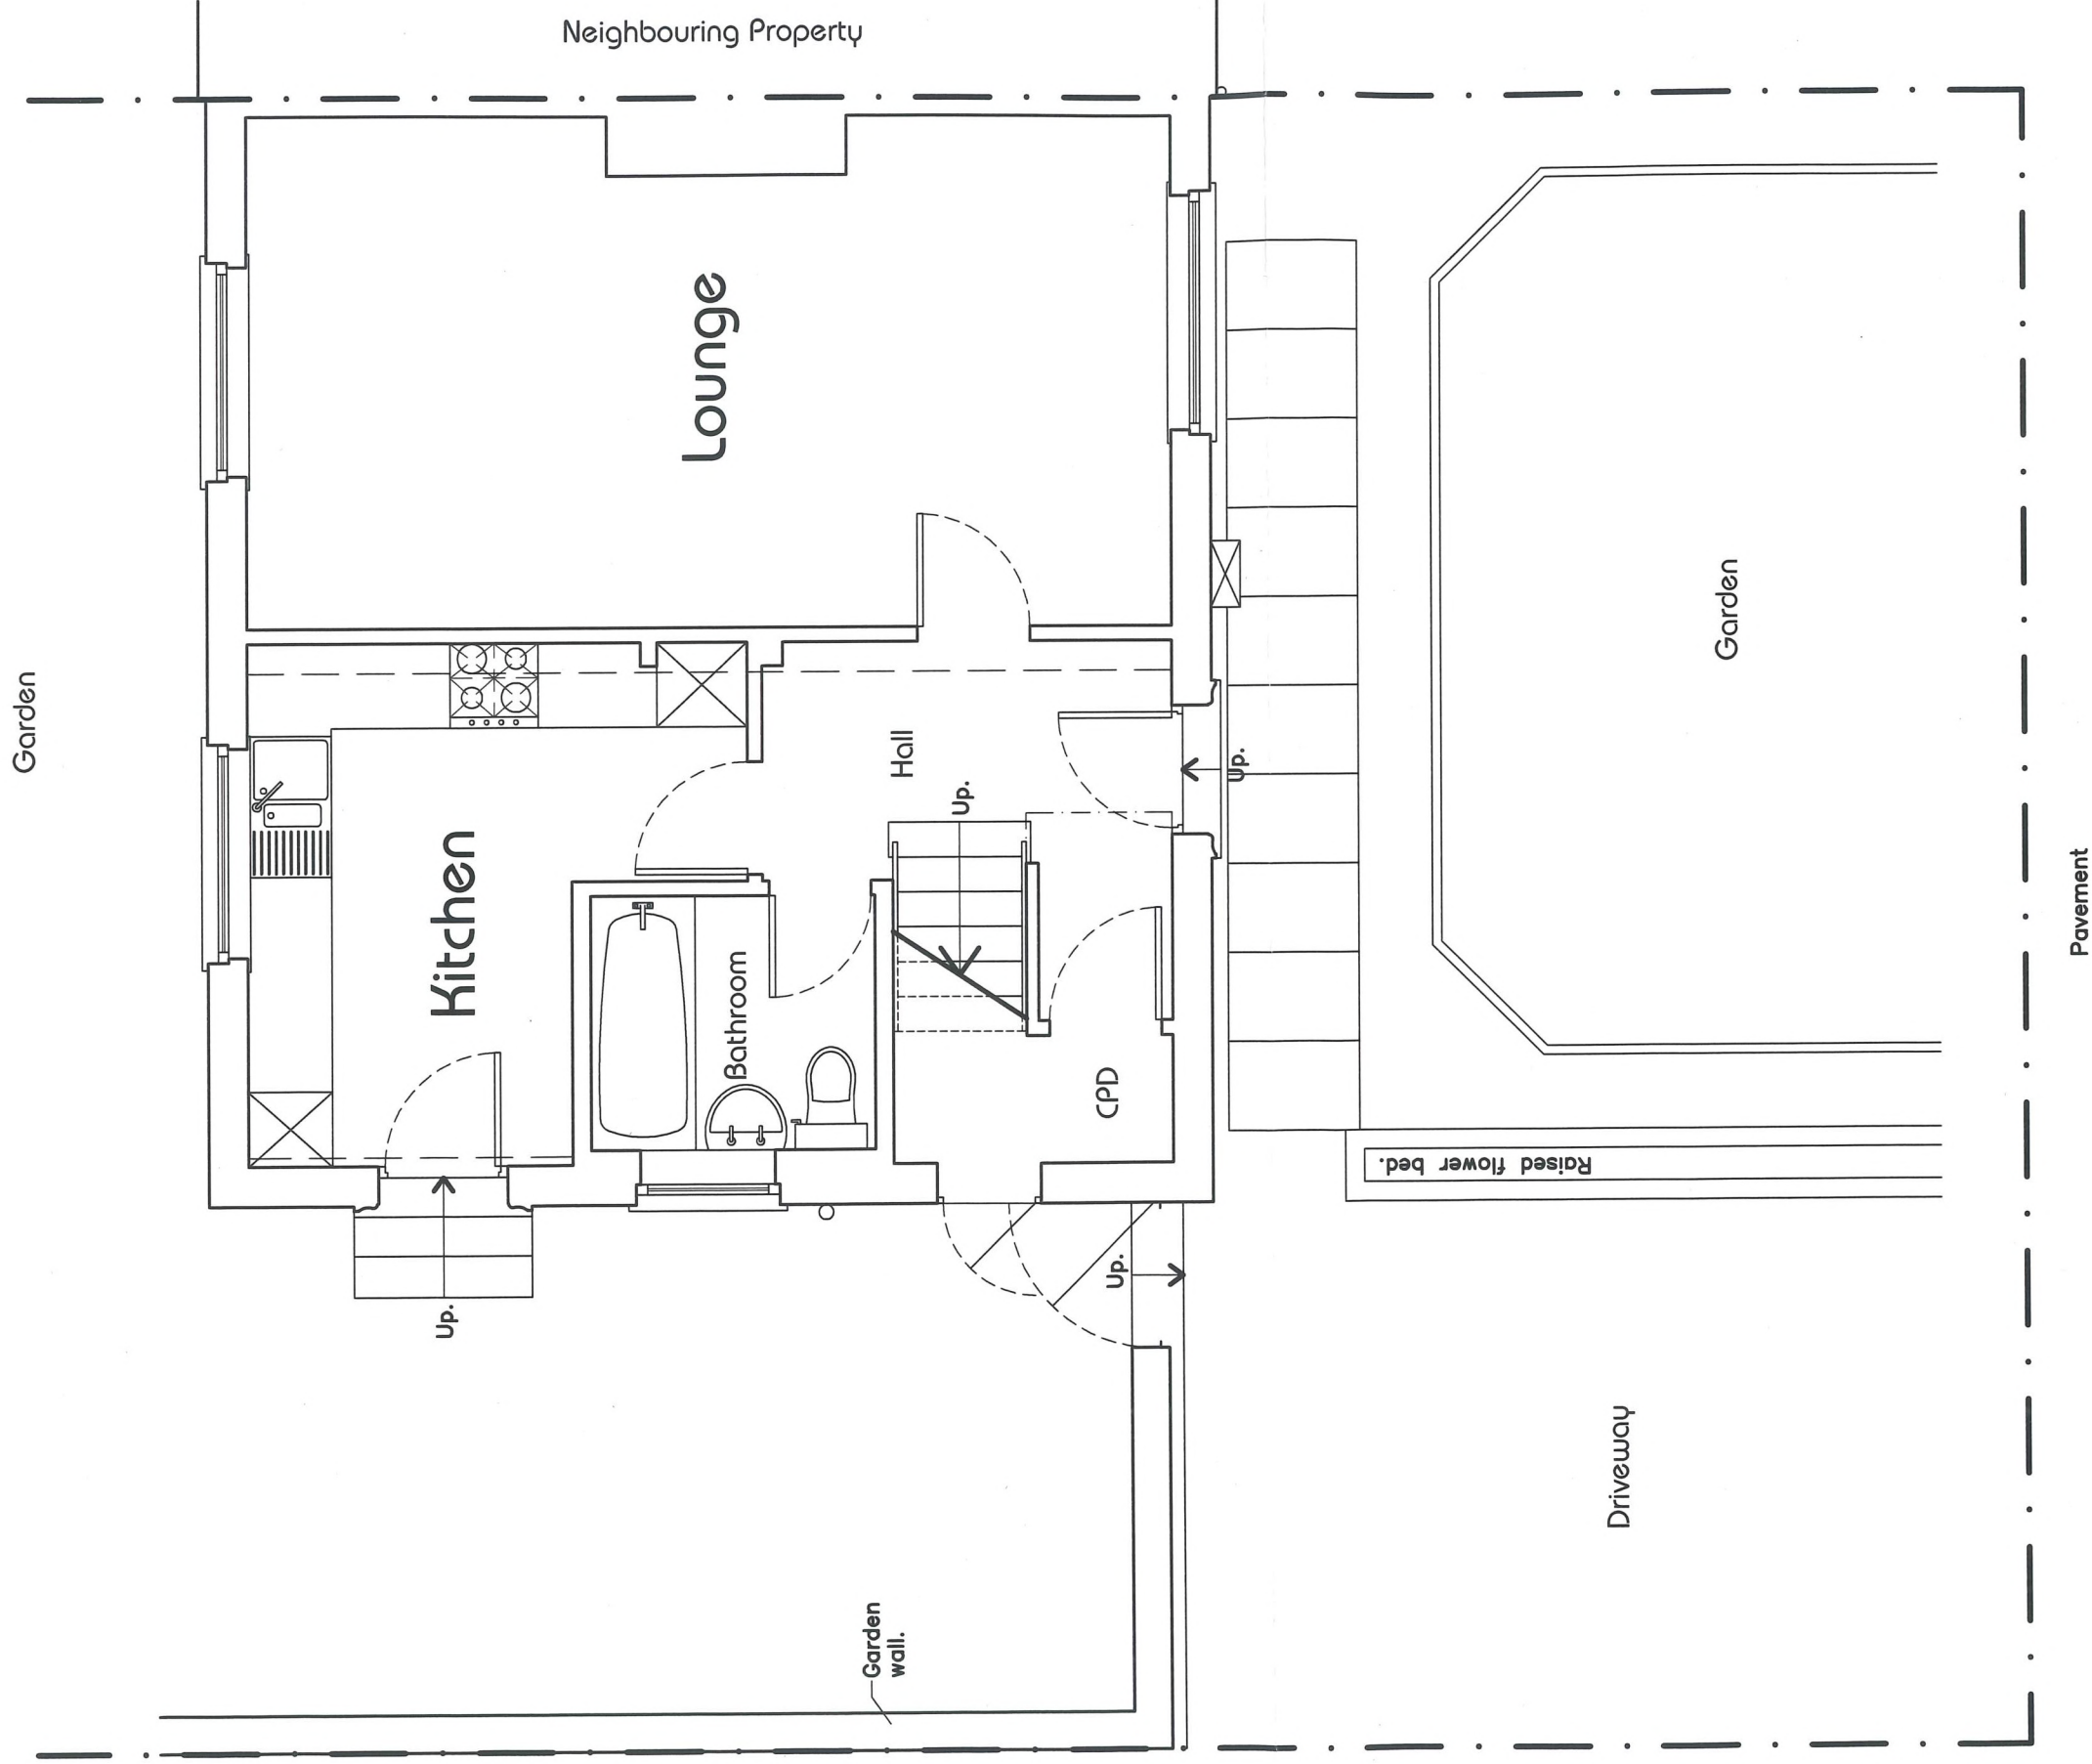 Neighbouring Property
Garden
Lounge
Garden
Hall
Up.
Up.
Kitchen
Bathroom
CPD
Pavement
Raised flower bed.
Up.
Up.
Driveway
Garden
wall.